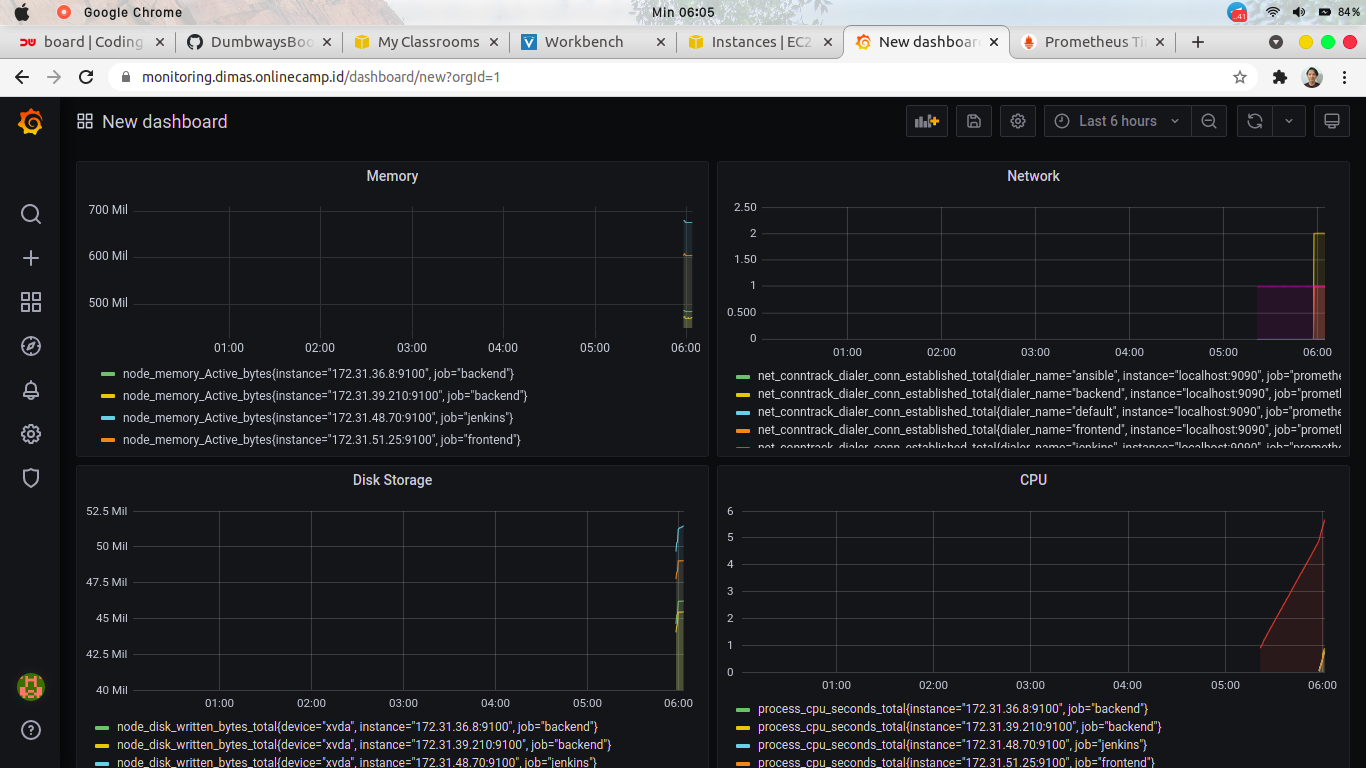 Google Chrome
Min 06:05
41
84%
board | Coding
DumbwaysBoo
My Classrooms
Workbench
Instances | EC2
New dashboard
Prometheus Ti
monitoring.dimas.onlinecamp.id/dashboard/new?orgId=1
New dashboard
Last 6 hours
Memory
700 Mil
600 Mil
500 Mil
01:00 02:00 03:00 04:00 05:00 06:00
node_memory_Active_bytes{instance="172.31.36.8:9100", job="backend"}
node_memory_Active_bytes{instance="172.31.39.210:9100", job="backend"}
node_memory_Active_bytes{instance="172.31.48.70:9100", job="jenkins"}
node_memory_Active_bytes{instance="172.31.51.25:9100", job="frontend"}
Network
2.50
2
1.50
1
0.500
0
01:00 02:00 03:00 04:00 05:00 06:00
net_conntrack_dialer_conn_established_total{dialer_name="ansible", instance="localhost:9090", job="promethe
net_conntrack_dialer_conn_established_total{dialer_name="backend", instance="localhost:9090", job="promet
net_conntrack_dialer_conn_established_total{dialer_name="default", instance="localhost:9090", job="promethe
net_conntrack_dialer_conn_established_total{dialer_name="frontend", instance="localhost:9090", job="promet
net_conntrack_dialer_conn_established_total{dialer_name="jenkins", instance="localhost:9090", job="promethe
Disk Storage
52.5 Mil
50 Mil
47.5 Mil
45 Mil
42.5 Mil
40 Mil
01:00 02:00 03:00 04:00 05:00 06:00
node_disk_written_bytes_total{device="xvda", instance="172.31.36.8:9100", job="backend"}
node_disk_written_bytes_total{device="xvda", instance="172.31.39.210:9100", job="backend"}
node_disk_written_bytes_total{device="xvda", instance="172.31.48.70:9100", job="jenkins"}
CPU
6
5
4
3
2
1
0
01:00 02:00 03:00 04:00 05:00 06:00
process_cpu_seconds_total{instance="172.31.36.8:9100", job="backend"}
process_cpu_seconds_total{instance="172.31.39.210:9100", job="backend"}
process_cpu_seconds_total{instance="172.31.48.70:9100", job="jenkins"}
process_cpu_seconds_total{instance="172.31.51.25:9100", job="frontend"}